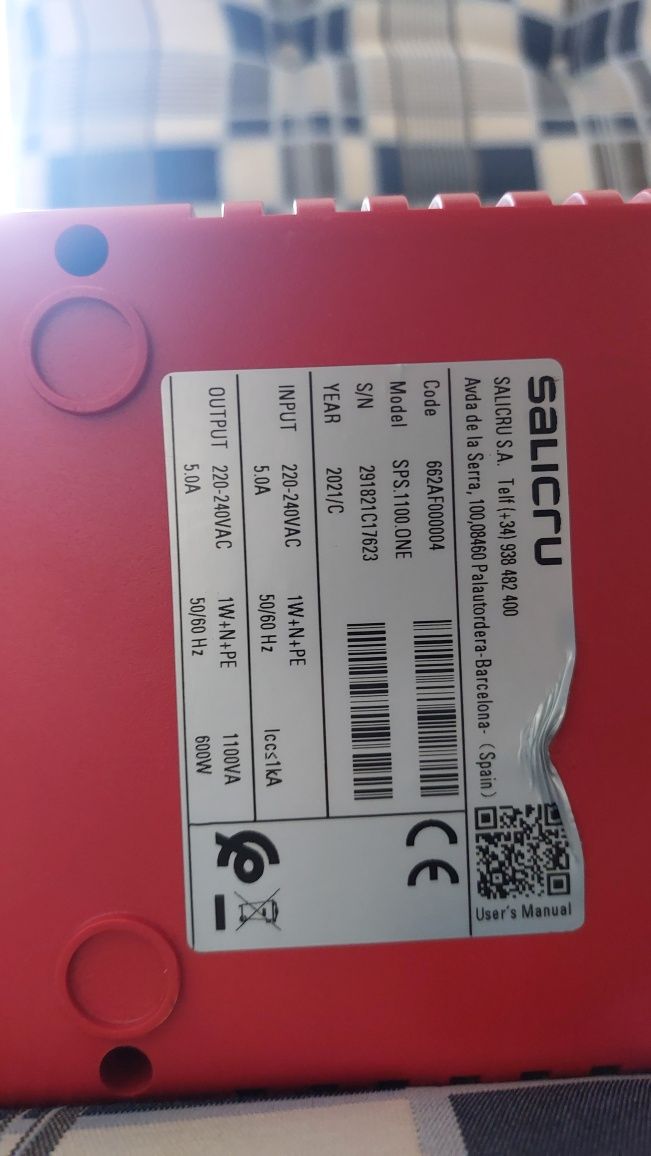 SALICRU
SALICRU S.A. Telf (+34) 938 482 400
Avda de la Serra, 100,08460 Palautordera-Barcelona- (Spain)
User's Manual
Code 662AF000004
Model SPS.1100.ONE
S/N 291821C17623
YEAR 2021/C
INPUT 220-240VAC 1W+N+PE Icc≤1kA
5.0A 50/60 Hz
OUTPUT 220-240VAC 1W+N+PE 1100VA
5.0A 50/60 Hz 600W
CE